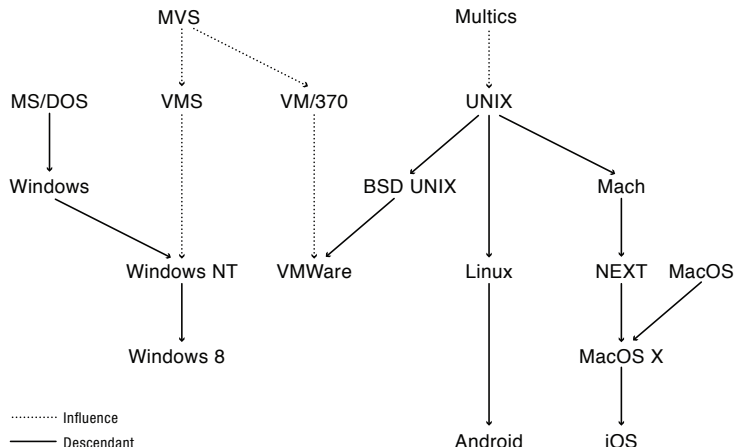 MVS Multics
MS/DOS VMS VM/370 UNIX
Windows BSD UNIX Mach
Windows NT VMWare Linux NEXT MacOS
Windows 8 MacOS X
Influence
Descendant Android iOS